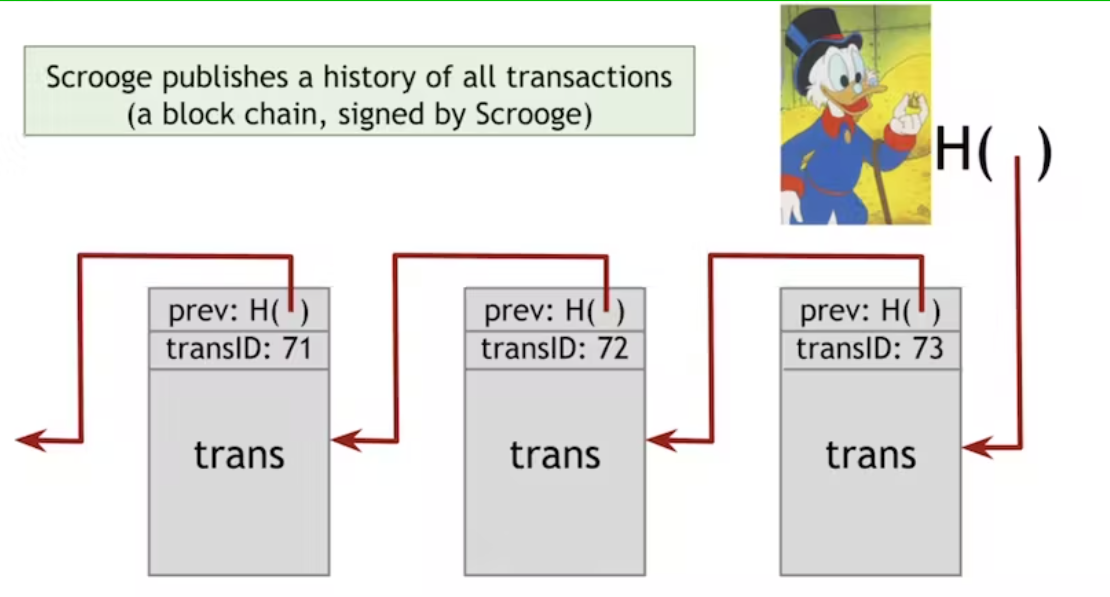 Scrooge publishes a history of all transactions
(a block chain, signed by Scrooge)
H( )
prev: H( )
transID: 71
trans
prev: H( )
transID: 72
trans
prev: H( )
transID: 73
trans